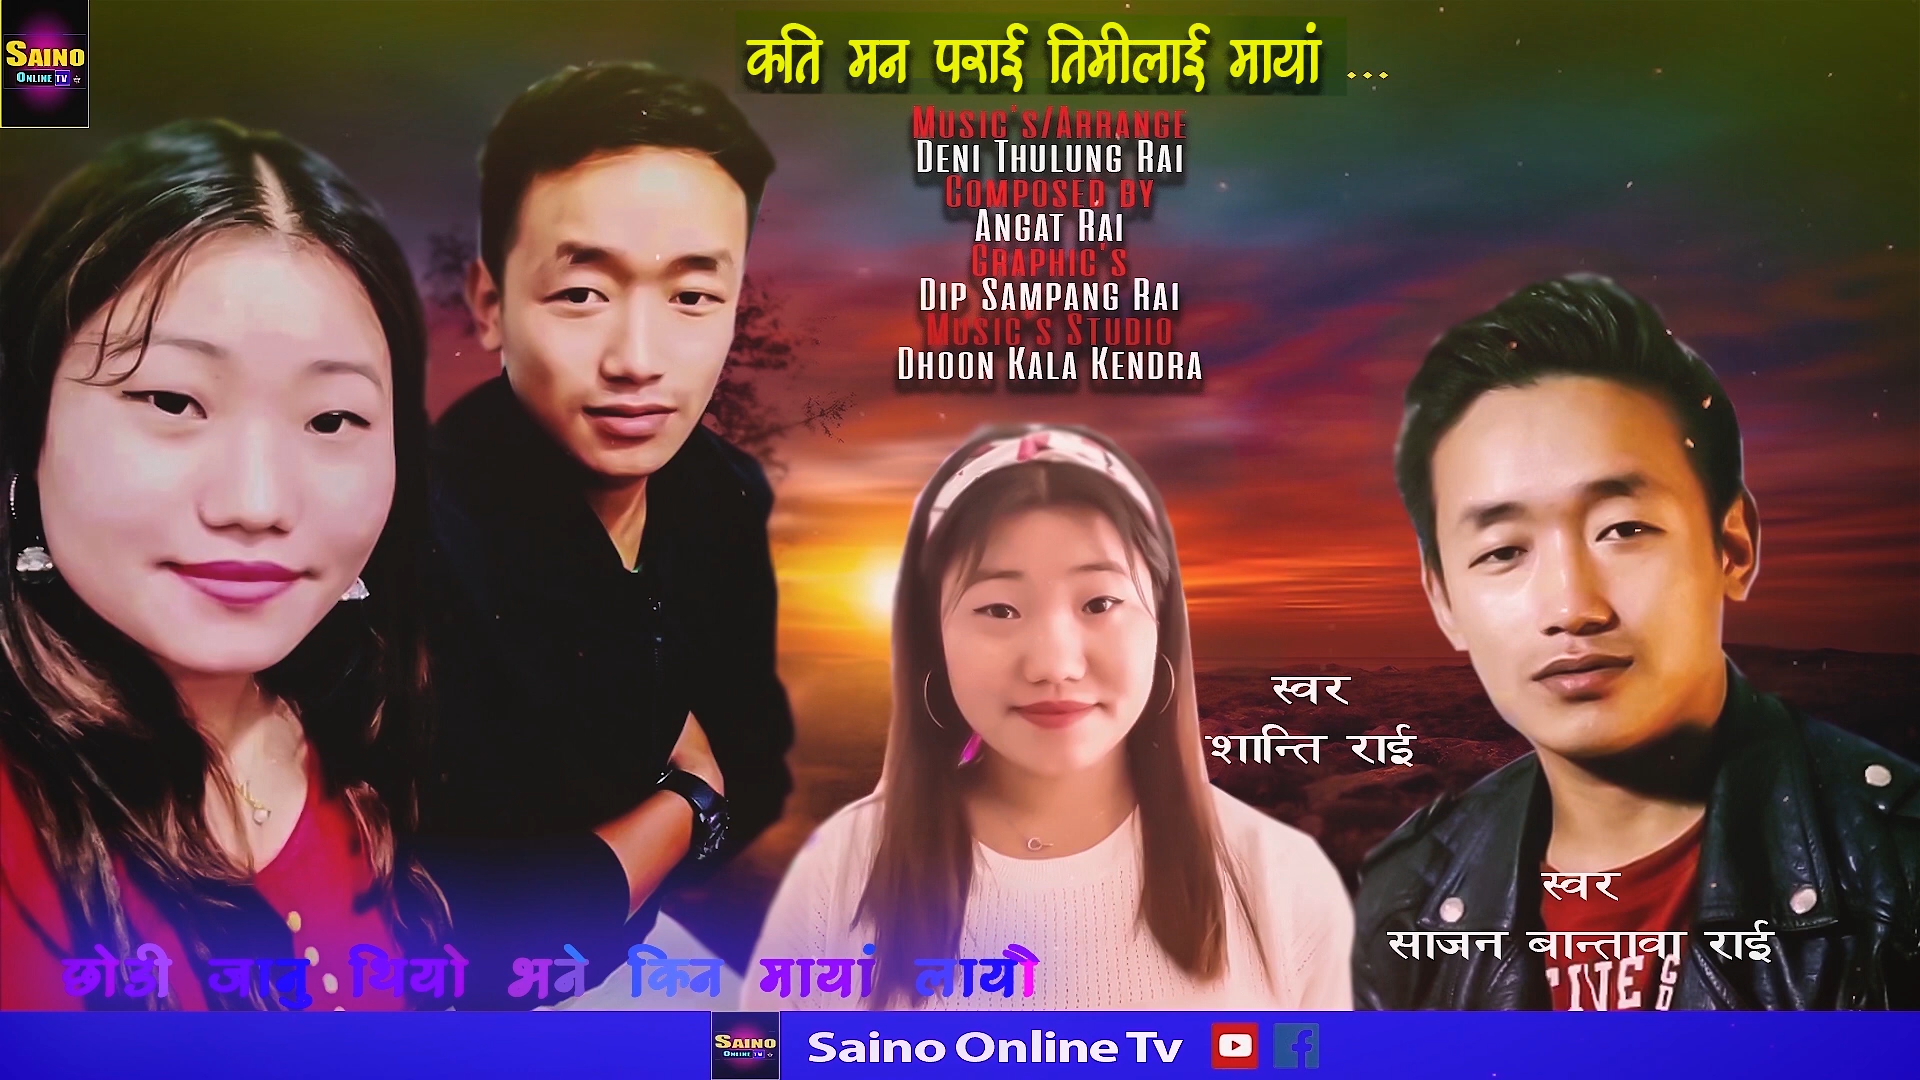 SAINO
ONLINE TV
कति मन पराई तिमीलाई मायां ...
MUSIC'S/ARRANGE
DENI THULUNG RAI
COMPOSED BY
ANGAT RAI
GRAPHIC'S
DIP SAMPANG RAI
MUSIC'S STUDIO
DHOON KALA KENDRA
स्वर
शान्ति राई
स्वर
साजन बान्तावा राई
छोडी जानु थियो भने किन मायां लायौ
SAINO
ONLINE TV
Saino Online Tv